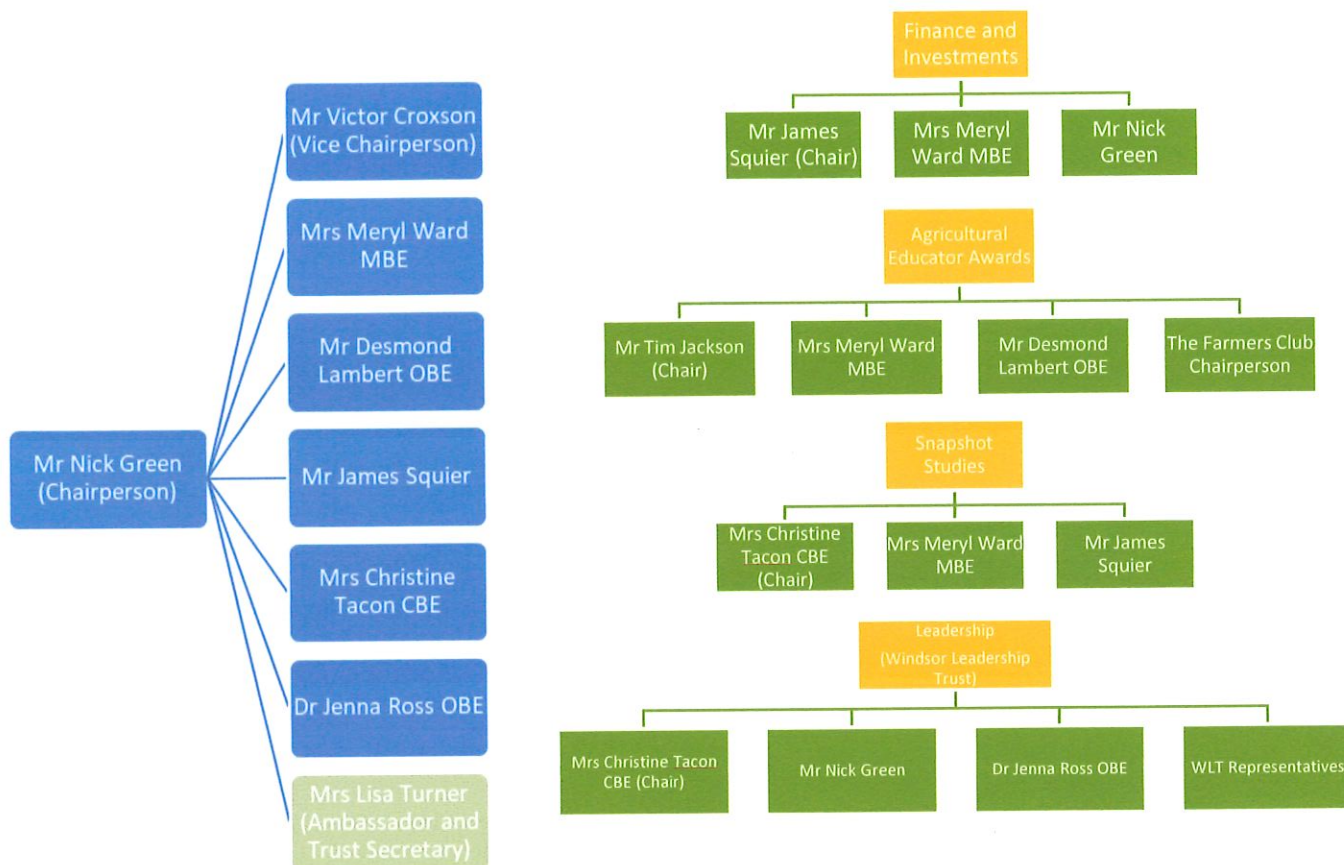 Mr Nick Green
(Chairperson)
Mr Victor Croxson
(Vice Chairperson)
Mrs Meryl Ward
MBE
Mr Desmond
Lambert OBE
Mr James Squier
Mrs Christine
Tacon CBE
Dr Jenna Ross OBE
Mrs Lisa Turner
(Ambassador and
Trust Secretary)
Finance and
Investments
Mr James
Squier (Chair)
Mrs Meryl
Ward MBE
Mr Nick
Green
Agricultural
Educator Awards
Mr Tim Jackson
(Chair)
Mrs Meryl Ward
MBE
Mr Desmond
Lambert OBE
The Farmers Club
Chairperson
Snapshot
Studies
Mrs Christine
Tacon CBE
(Chair)
Mrs Meryl Ward
MBE
Mr James
Squier
Leadership
(Windsor Leadership
Trust)
Mrs Christine Tacon
CBE (Chair)
Mr Nick Green
Dr Jenna Ross OBE
WLT Representatives